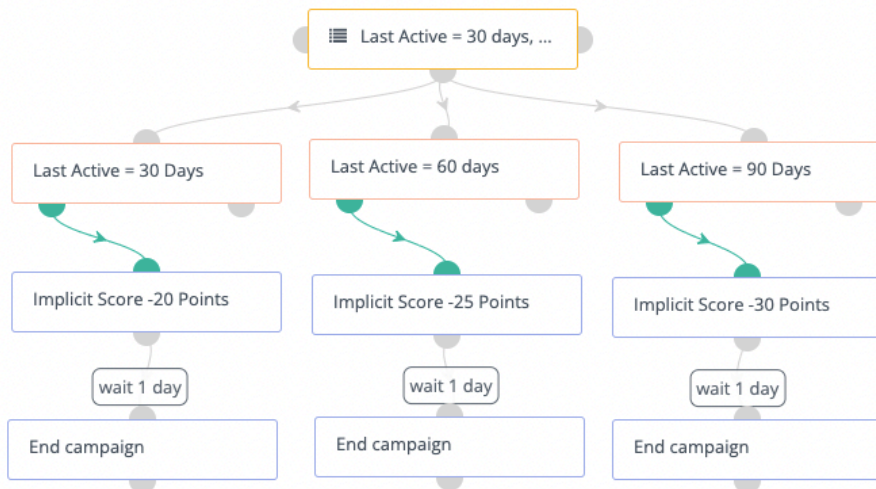 Last Active = 30 days, ...
Last Active = 30 Days
Last Active = 60 days
Last Active = 90 Days
Implicit Score -20 Points
Implicit Score -25 Points
Implicit Score -30 Points
wait 1 day
wait 1 day
wait 1 day
End campaign
End campaign
End campaign